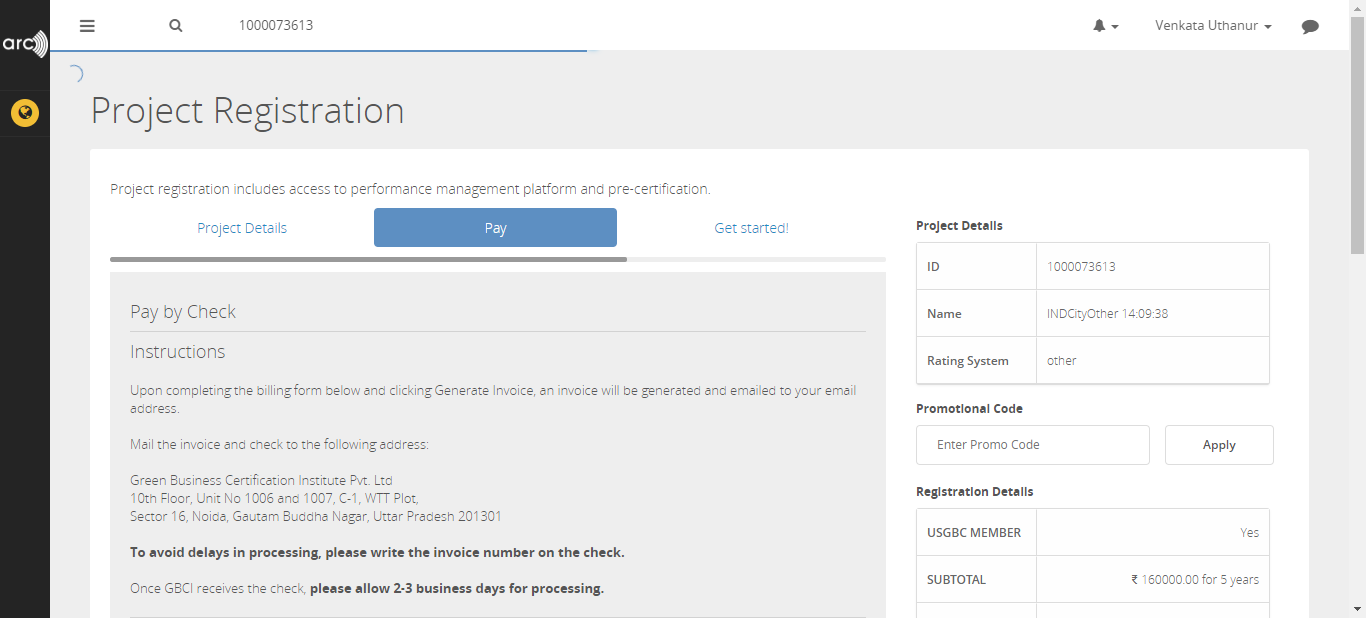 arc
1000073613
Venkata Uthanur
Project Registration
Project registration includes access to performance management platform and pre-certification.
Project Details
Pay
Get started!
Pay by Check
Instructions
Upon completing the billing form below and clicking Generate Invoice, an invoice will be generated and emailed to your email
address.
Mail the invoice and check to the following address:
Green Business Certification Institute Pvt. Ltd
10th Floor, Unit No 1006 and 1007, C-1, WTT Plot,
Sector 16, Noida, Gautam Buddha Nagar, Uttar Pradesh 201301
To avoid delays in processing, please write the invoice number on the check.
Once GBCI receives the check, please allow 2-3 business days for processing.
Project Details
ID 1000073613
Name INDCityOther 14:09:38
Rating System other
Promotional Code
Enter Promo Code Apply
Registration Details
USGBC MEMBER Yes
SUBTOTAL ₹ 160000.00 for 5 years